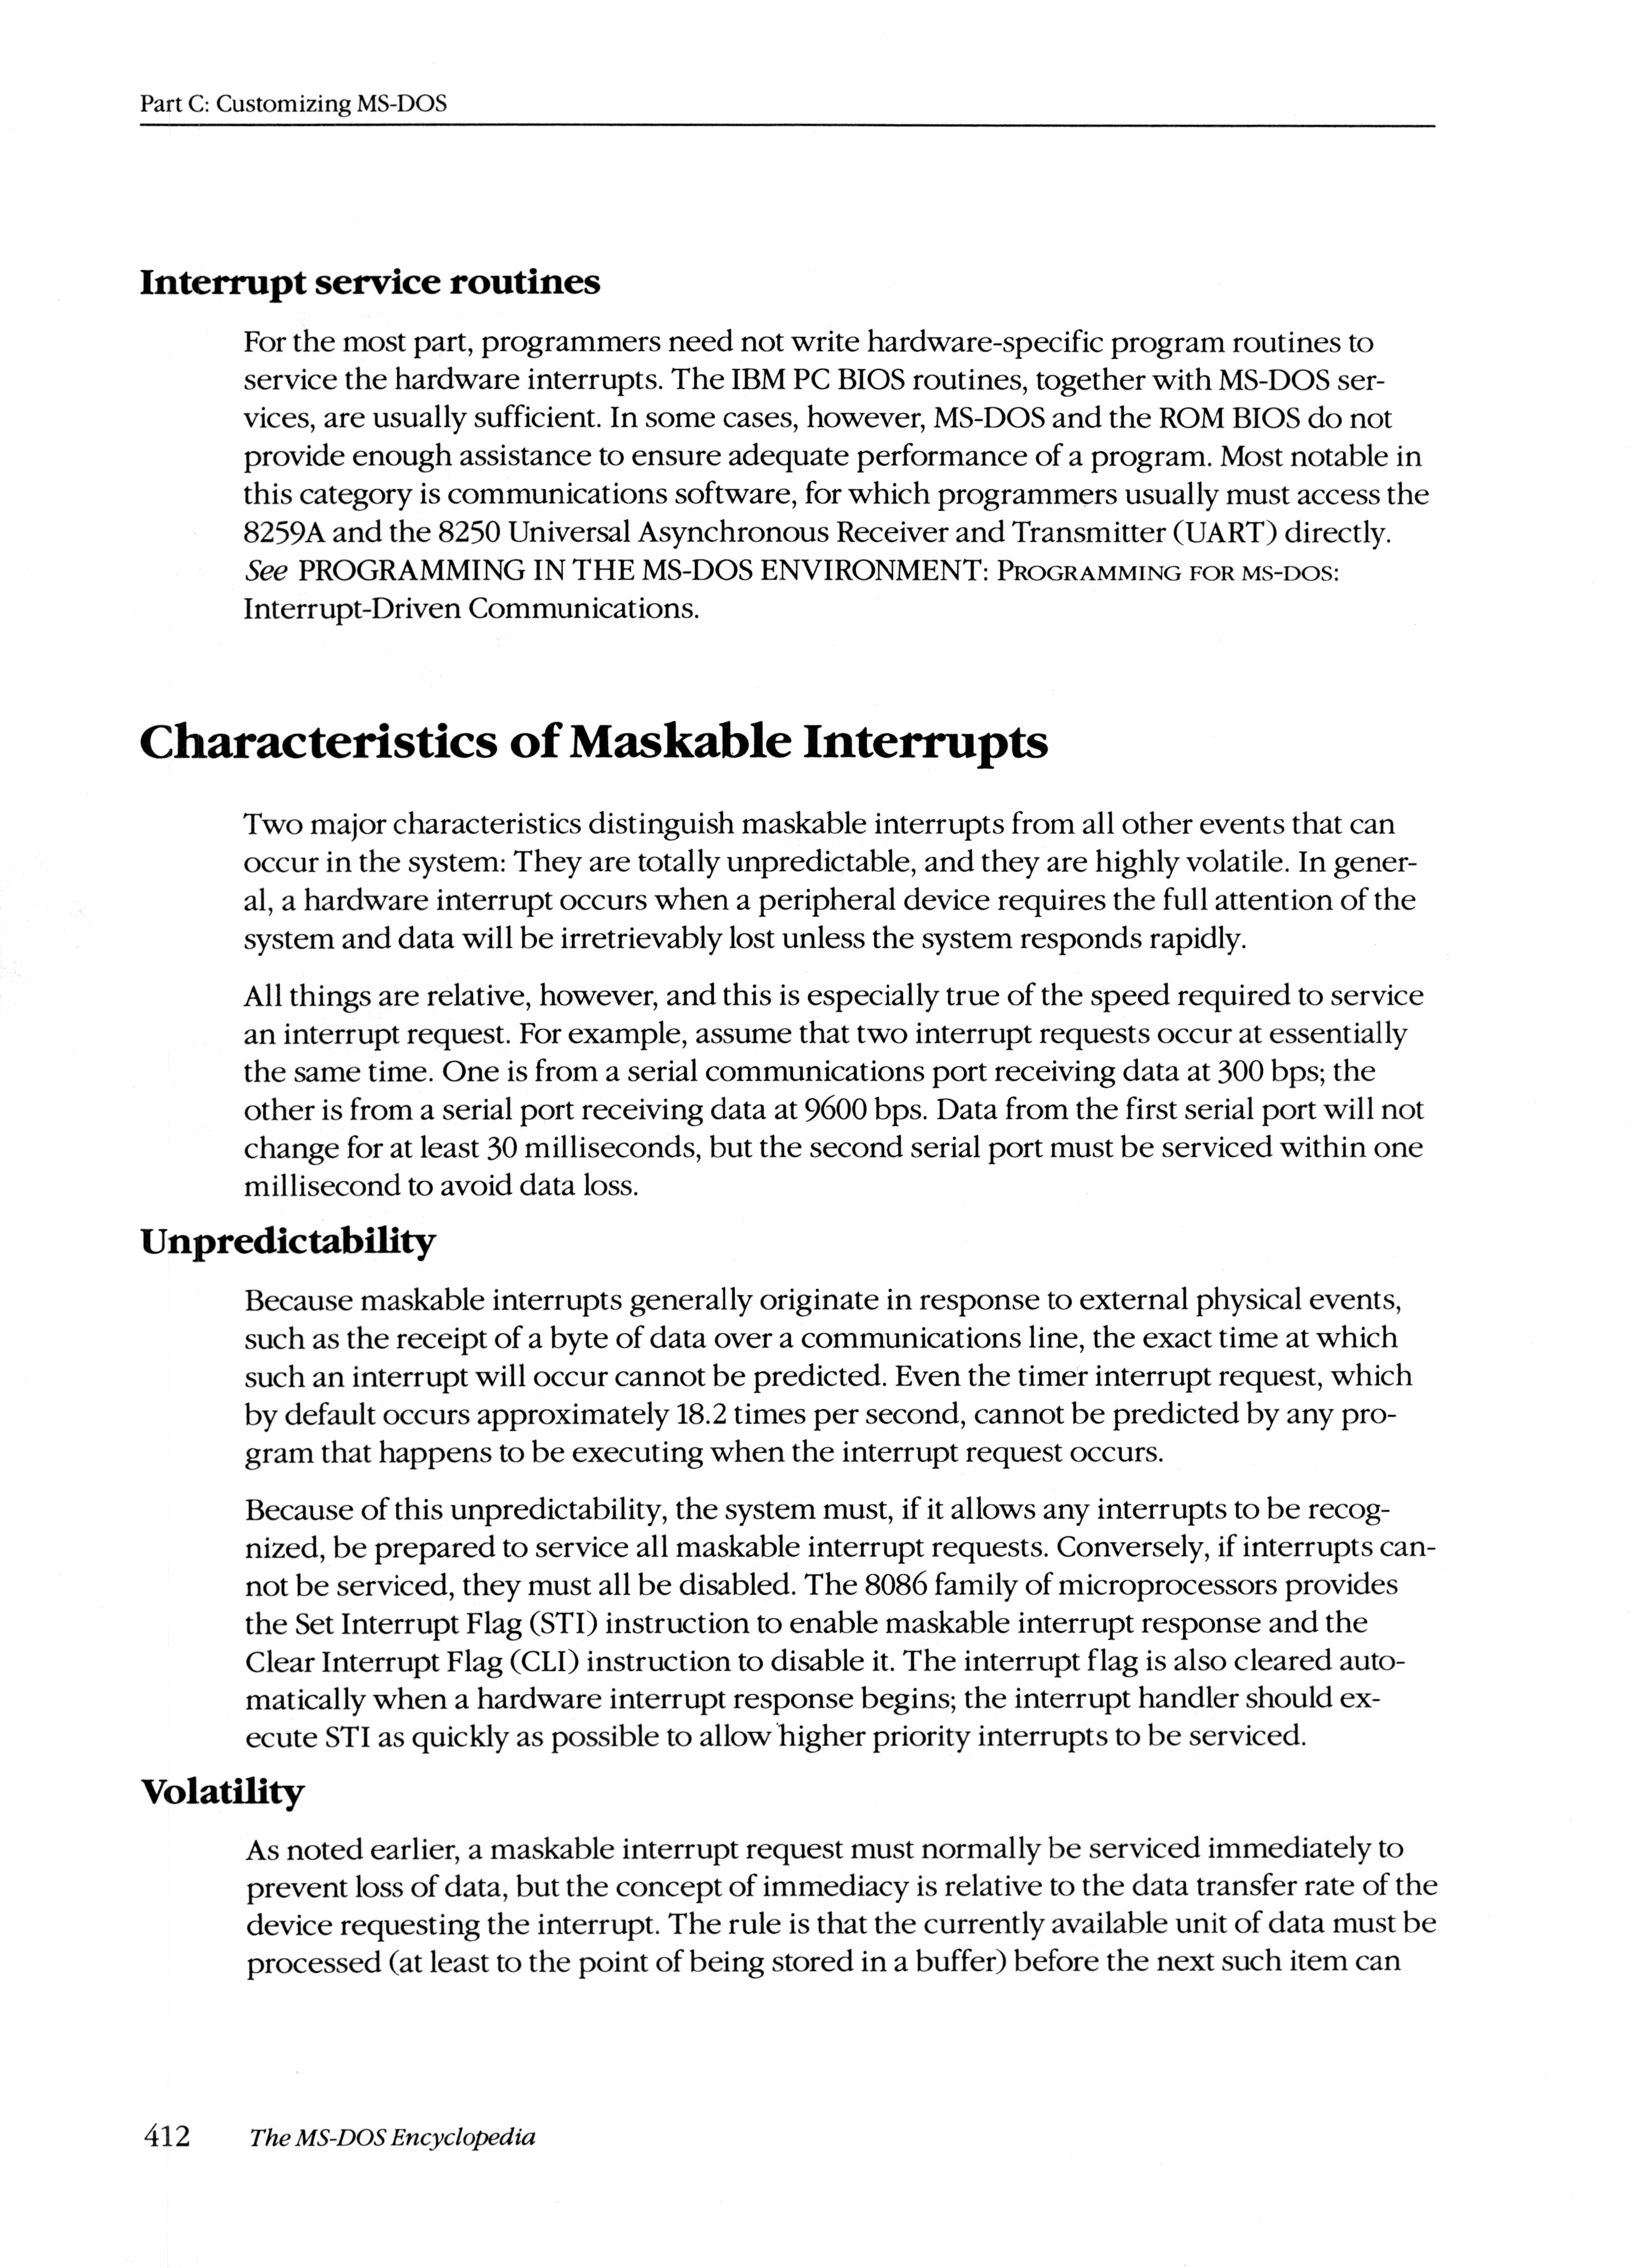 Part C: Customizing MS-DOS
Interrupt service routines
For the most part, programmers need not write hardware-specific program routines to
service the hardware interrupts. The IBM PC BIOS routines, together with MS-DOS ser-
vices, are usually sufficient. In some cases, however, MS-DOS and the ROM BIOS do not
provide enough assistance to ensure adequate performance of a program. Most notable in
this category is communications software, for which programmers usually must access the
8259A and the 8250 Universal Asynchronous Receiver and Transmitter (UART) directly.
See PROGRAMMING IN THE MS-DOS ENVIRONMENT: PROGRAMMING FOR MS-DOS:
Interrupt-Driven Communications.
Characteristics of Maskable Interrupts
Two major characteristics distinguish maskable interrupts from all other events that can
occur in the system: They are totally unpredictable, and they are highly volatile. In gener-
al, a hardware interrupt occurs when a peripheral device requires the full attention of the
system and data will be irretrievably lost unless the system responds rapidly.
All things are relative, however, and this is especially true of the speed required to service
an interrupt request. For example, assume that two interrupt requests occur at essentially
the same time. One is from a serial communications port receiving data at 300 bps; the
other is from a serial port receiving data at 9600 bps. Data from the first serial port will not
change for at least 30 milliseconds, but the second serial port must be serviced within one
millisecond to avoid data loss.
Unpredictability
Because maskable interrupts generally originate in response to external physical events,
such as the receipt of a byte of data over a communications line, the exact time at which
such an interrupt will occur cannot be predicted. Even the timer interrupt request, which
by default occurs approximately 18.2 times per second, cannot be predicted by any pro-
gram that happens to be executing when the interrupt request occurs.
Because of this unpredictability, the system must, if it allows any interrupts to be recog-
nized, be prepared to service all maskable interrupt requests. Conversely, if interrupts can-
not be serviced, they must all be disabled. The 8086 family of microprocessors provides
the Set Interrupt Flag (STI) instruction to enable maskable interrupt response and the
Clear Interrupt Flag (CLI) instruction to disable it. The interrupt flag is also cleared auto-
matically when a hardware interrupt response begins; the interrupt handler should ex-
ecute STI as quickly as possible to allow higher priority interrupts to be serviced.
Volatility
As noted earlier, a maskable interrupt request must normally be serviced immediately to
prevent loss of data, but the concept of immediacy is relative to the data transfer rate of the
device requesting the interrupt. The rule is that the currently available unit of data must be
processed (at least to the point of being stored in a buffer) before the next such item can
412 The MS-DOS Encyclopedia